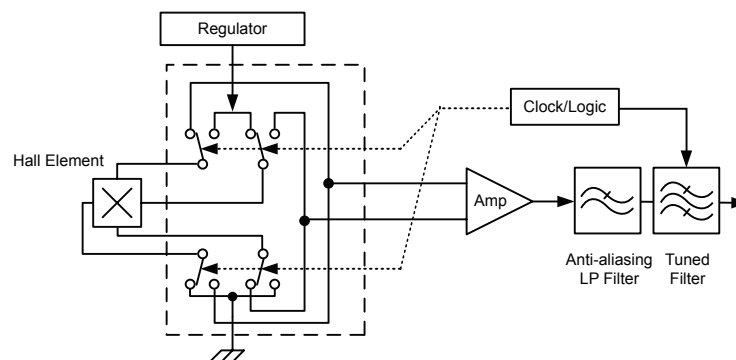 Regulator
Clock/Logic
Hall Element
Amp
Anti-aliasing
LP Filter
Tuned
Filter